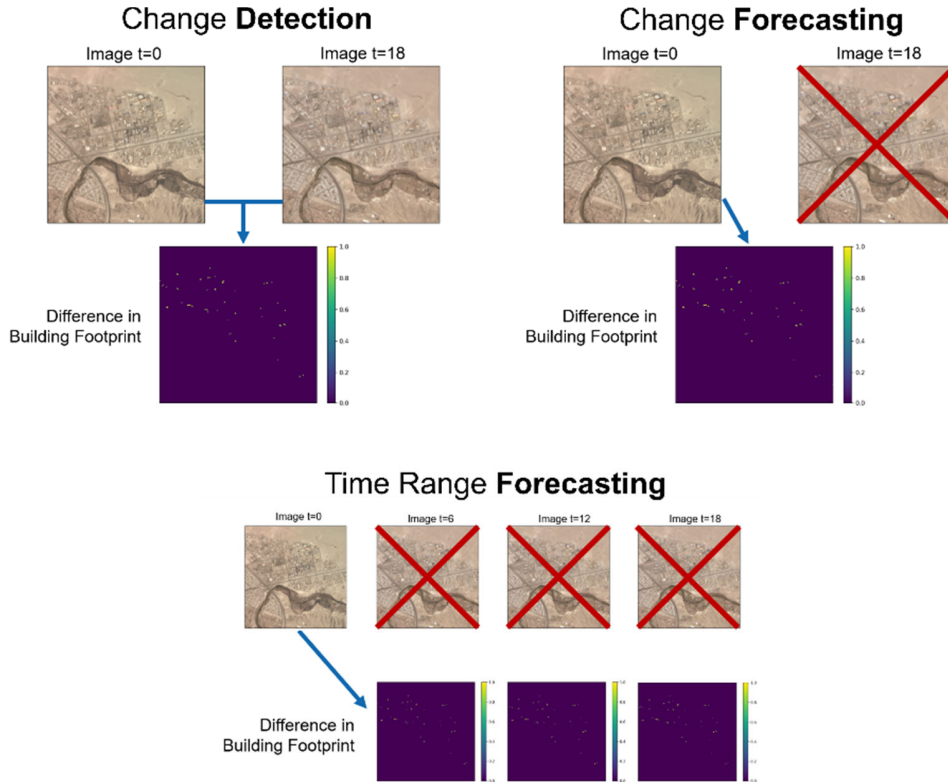 Change Detection
Image t=0
Image t=18
1.0
0.8
0.6
0.4
0.2
0.0
Difference in
Building Footprint
Change Forecasting
Image t=0
Image t=18
1.0
0.8
0.6
0.4
0.2
0.0
Difference in
Building Footprint
Time Range Forecasting
Image t=0
Image t=6
Image t=12
Image t=18
Difference in
Building Footprint